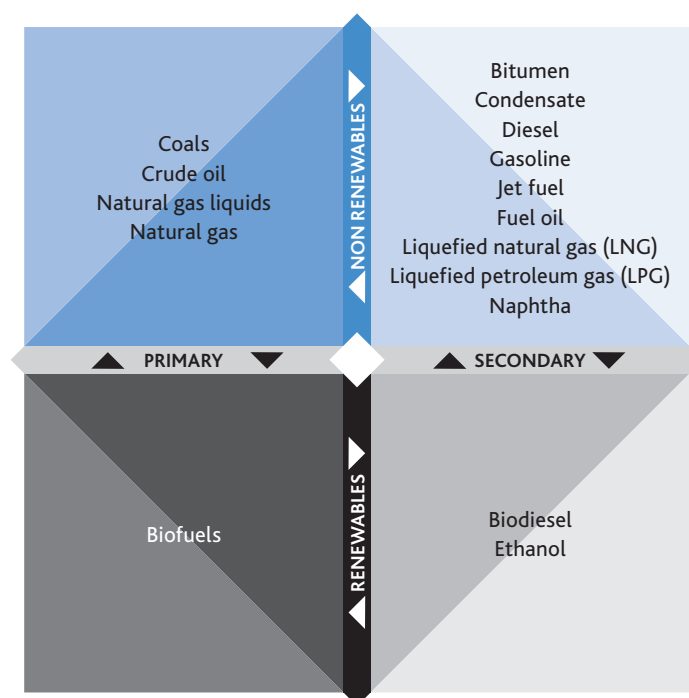 Coals
Crude oil
Natural gas liquids
Natural gas
NON RENEWABLES
Bitumen
Condensate
Diesel
Gasoline
Jet fuel
Fuel oil
Liquefied natural gas (LNG)
Liquefied petroleum gas (LPG)
Naphtha
PRIMARY
SECONDARY
Biofuels
RENEWABLES
Biodiesel
Ethanol